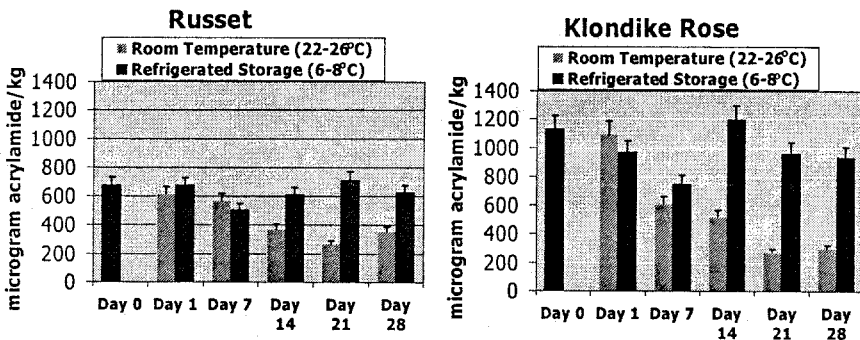 Russet
Room Temperature (22-26°C)
Refrigerated Storage (6-8°C)
microgram acrylamide/kg
1400
1200
1000
800
600
400
200
0
Day 0 Day 1 Day 7 Day 14 Day 21 Day 28
Klondike Rose
Room Temperature (22-26°C)
Refrigerated Storage (6-8°C)
microgram acrylamide/kg
1400
1200
1000
800
600
400
200
0
Day 0 Day 1 Day 7 Day 14 Day 21 Day 28